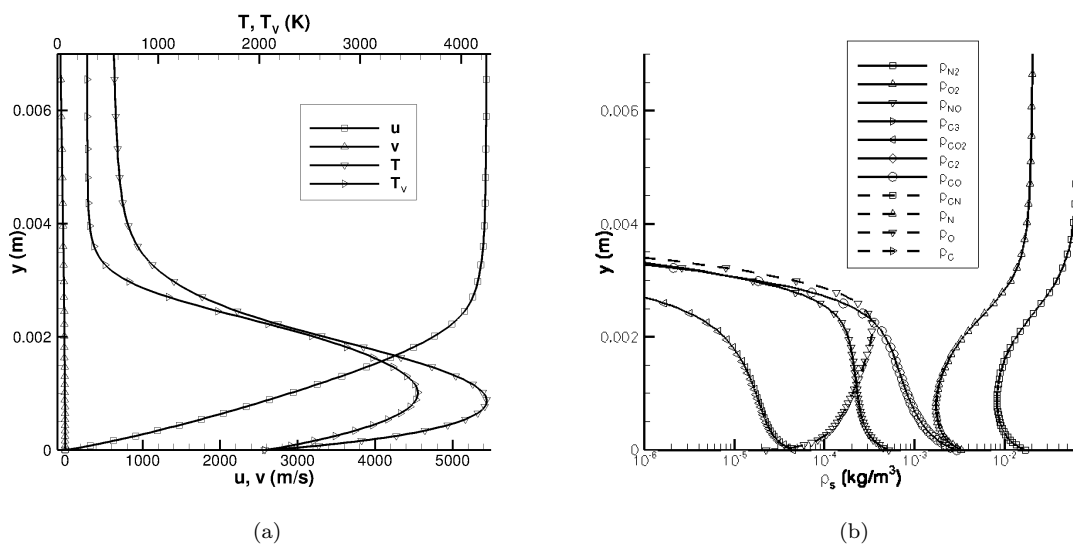 T, T_V (K)
0 1000 2000 3000 4000
y (m)
0.006
0.004
0.002
0
u
v
T
T_V
0 1000 2000 3000 4000 5000
u, v (m/s)
(a)
ρ_N2
ρ_O2
ρ_NO
ρ_C3
ρ_CO2
ρ_C2
ρ_CO
ρ_CN
ρ_N
ρ_O
ρ_C
y (m)
0.006
0.004
0.002
0
10^-6 10^-5 10^-4 10^-3 10^-2
ρ_s (kg/m^3)
(b)